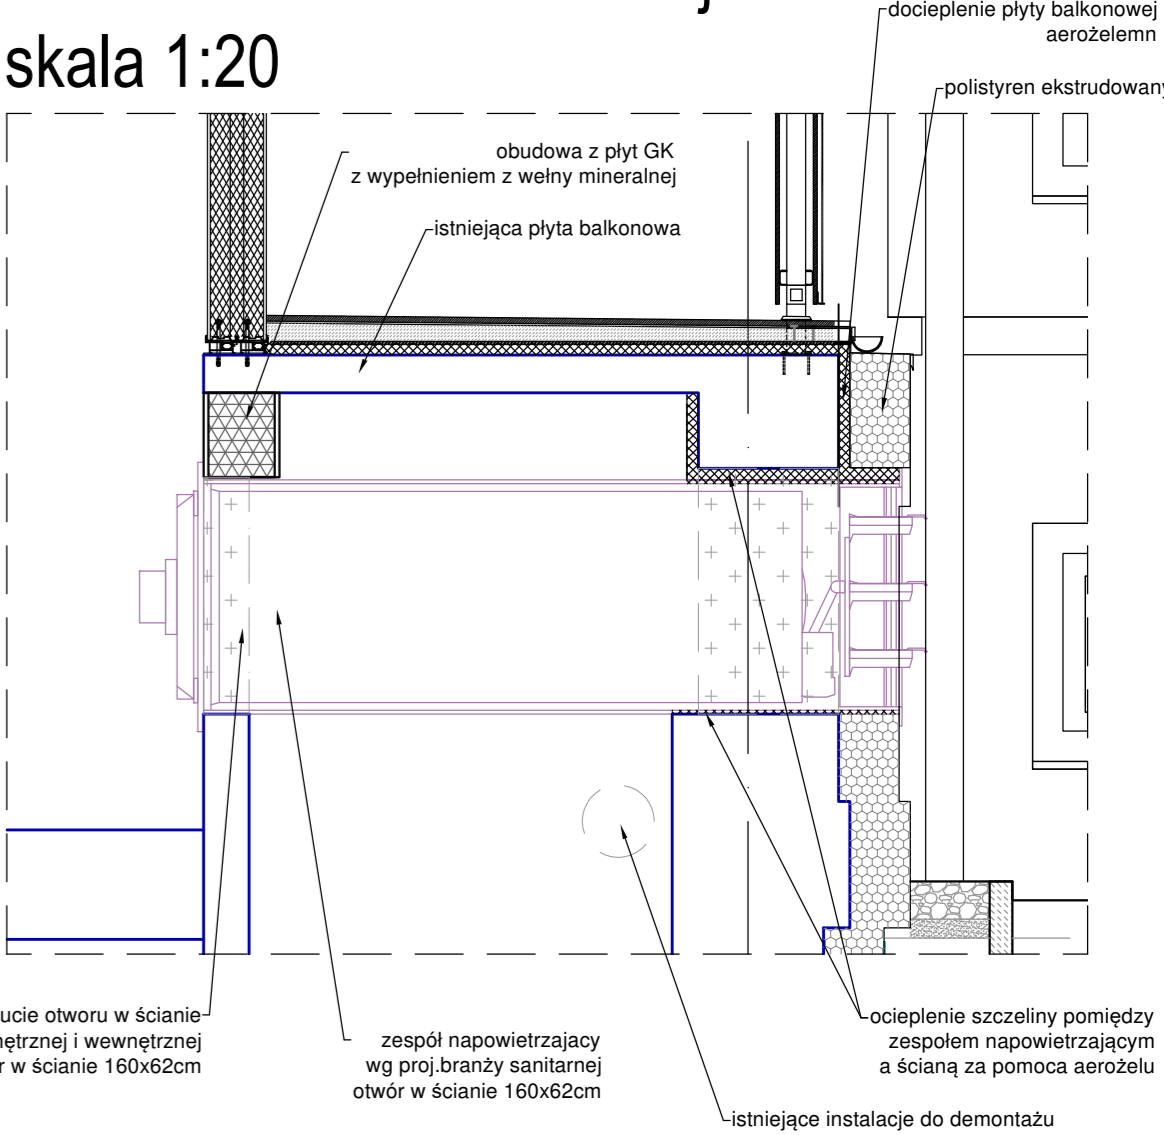 skala 1:20
docieplenie płyty balkonowej
aerożelemn
polistyren ekstrudowany
obudowa z płyt GK
z wypełnieniem z wełny mineralnej
istniejąca płyta balkonowa
otworu w ścianie
i wewnętrznej
w ścianie 160x62cm
zespół napowietrzajacy
wg proj.branży sanitarnej
otwór w ścianie 160x62cm
ocieplenie szczeliny pomiędzy
zespołem napowietrzającym
a ścianą za pomoca aerożelu
istniejące instalacje do demontażu